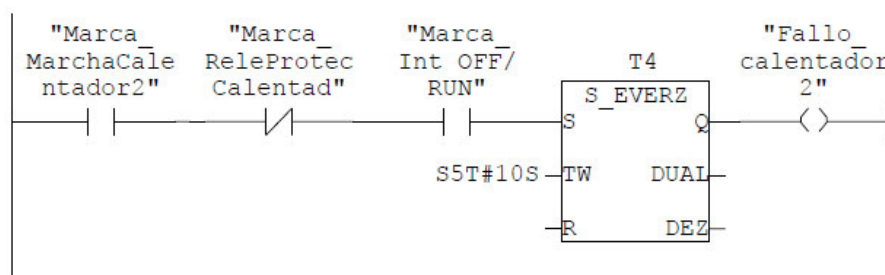 "Marca_
MarchaCale
ntador2"
"Marca_
ReleProtec
Calentad"
"Marca_
Int OFF/
RUN"
T4
"Fallo_
calentador
2"
S_EVERZ
S
Q
S5T#10S
TW
DUAL
R
DEZ